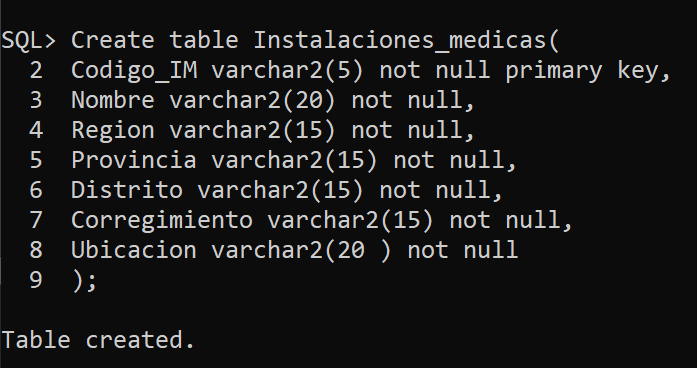 SQL> Create table Instalaciones_medicas(
2 Codigo_IM varchar2(5) not null primary key,
3 Nombre varchar2(20) not null,
4 Region varchar2(15) not null,
5 Provincia varchar2(15) not null,
6 Distrito varchar2(15) not null,
7 Corregimiento varchar2(15) not null,
8 Ubicacion varchar2(20 ) not null
9 );
Table created.